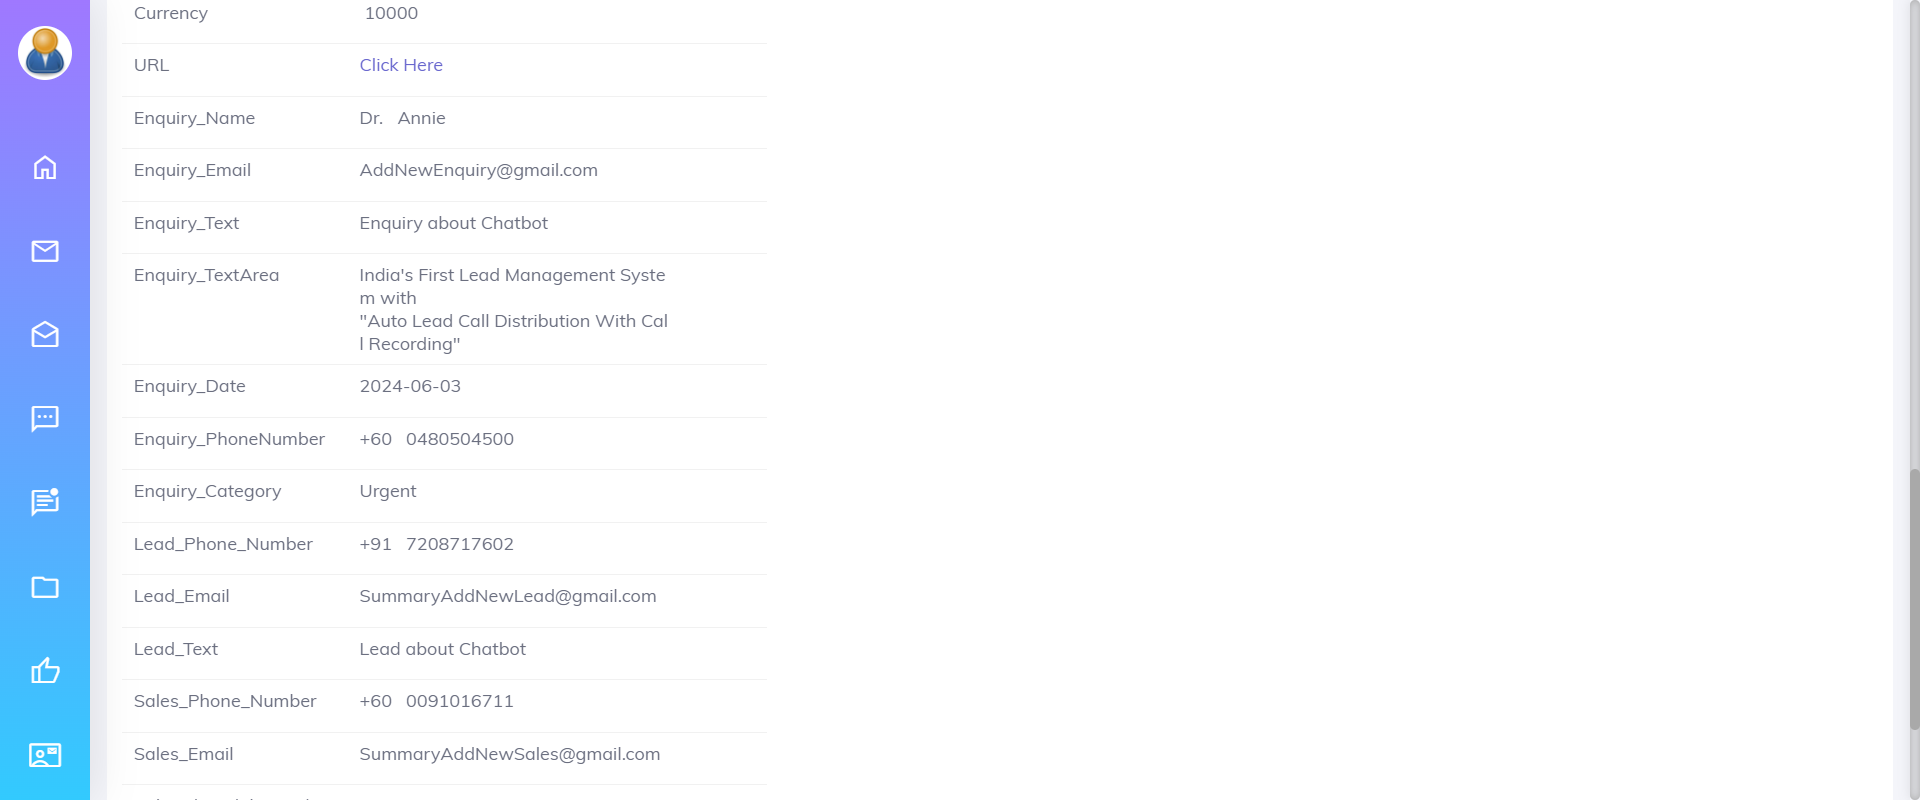 Currency 10000
URL Click Here
Enquiry_Name Dr. Annie
Enquiry_Email AddNewEnquiry@gmail.com
Enquiry_Text Enquiry about Chatbot
Enquiry_TextArea India's First Lead Management Syste
m with
"Auto Lead Call Distribution With Cal
l Recording"
Enquiry_Date 2024-06-03
Enquiry_PhoneNumber +60 0480504500
Enquiry_Category Urgent
Lead_Phone_Number +91 7208717602
Lead_Email SummaryAddNewLead@gmail.com
Lead_Text Lead about Chatbot
Sales_Phone_Number +60 0091016711
Sales_Email SummaryAddNewSales@gmail.com